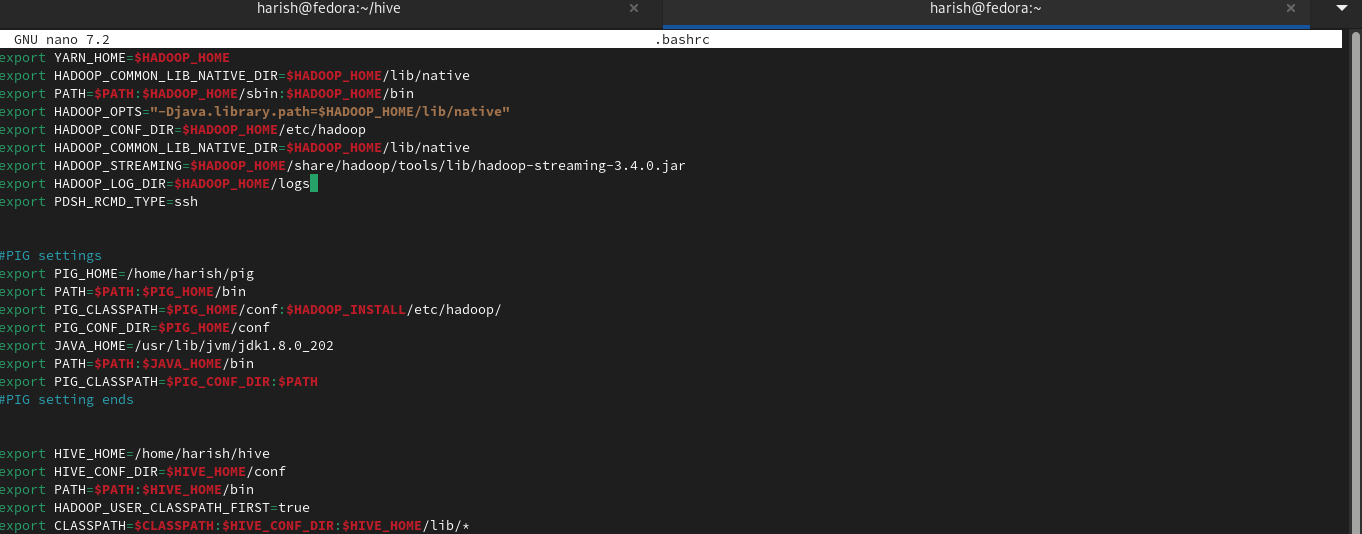 harish@fedora:~/hive × harish@fedora:~ ×
GNU nano 7.2 .bashrc
export YARN_HOME=$HADOOP_HOME
export HADOOP_COMMON_LIB_NATIVE_DIR=$HADOOP_HOME/lib/native
export PATH=$PATH:$HADOOP_HOME/sbin:$HADOOP_HOME/bin
export HADOOP_OPTS="-Djava.library.path=$HADOOP_HOME/lib/native"
export HADOOP_CONF_DIR=$HADOOP_HOME/etc/hadoop
export HADOOP_COMMON_LIB_NATIVE_DIR=$HADOOP_HOME/lib/native
export HADOOP_STREAMING=$HADOOP_HOME/share/hadoop/tools/lib/hadoop-streaming-3.4.0.jar
export HADOOP_LOG_DIR=$HADOOP_HOME/logs
export PDSH_RCMD_TYPE=ssh
#PIG settings
export PIG_HOME=/home/harish/pig
export PATH=$PATH:$PIG_HOME/bin
export PIG_CLASSPATH=$PIG_HOME/conf:$HADOOP_INSTALL/etc/hadoop/
export PIG_CONF_DIR=$PIG_HOME/conf
export JAVA_HOME=/usr/lib/jvm/jdk1.8.0_202
export PATH=$PATH:$JAVA_HOME/bin
export PIG_CLASSPATH=$PIG_CONF_DIR:$PATH
#PIG setting ends
export HIVE_HOME=/home/harish/hive
export HIVE_CONF_DIR=$HIVE_HOME/conf
export PATH=$PATH:$HIVE_HOME/bin
export HADOOP_USER_CLASSPATH_FIRST=true
export CLASSPATH=$CLASSPATH:$HIVE_CONF_DIR:$HIVE_HOME/lib/*